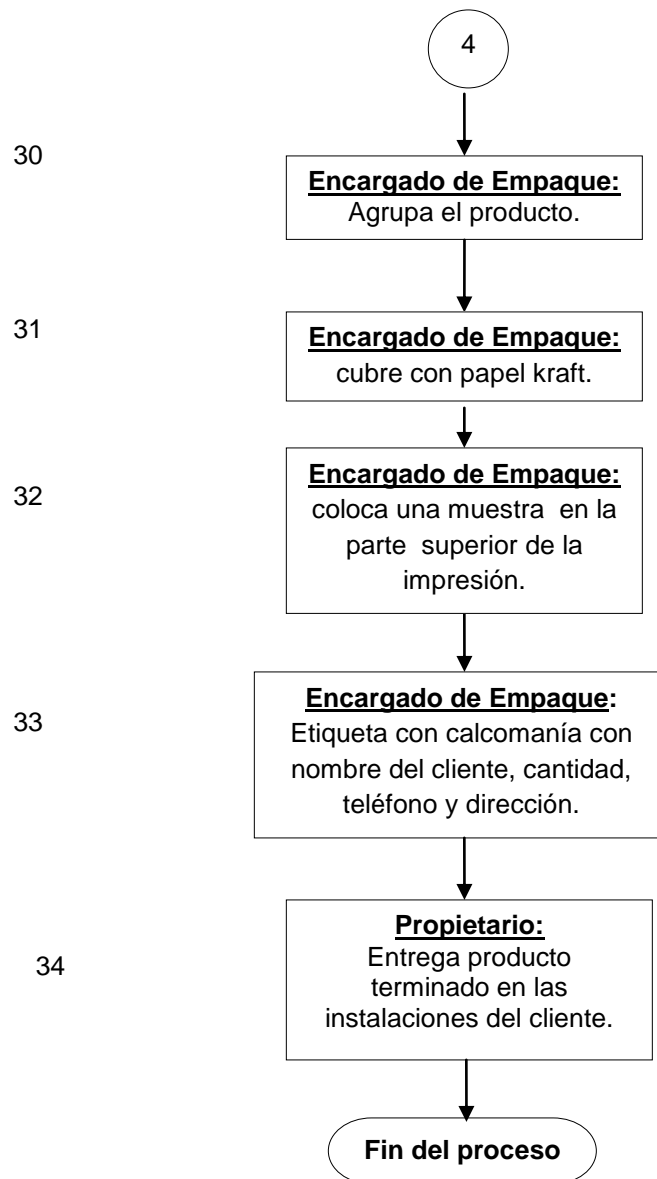 4
30
Encargado de Empaque:
Agrupa el producto.
31
Encargado de Empaque:
cubre con papel kraft.
32
Encargado de Empaque:
coloca una muestra en la
parte superior de la
impresión.
33
Encargado de Empaque:
Etiqueta con calcomanía con
nombre del cliente, cantidad,
teléfono y dirección.
34
Propietario:
Entrega producto
terminado en las
instalaciones del cliente.
Fin del proceso